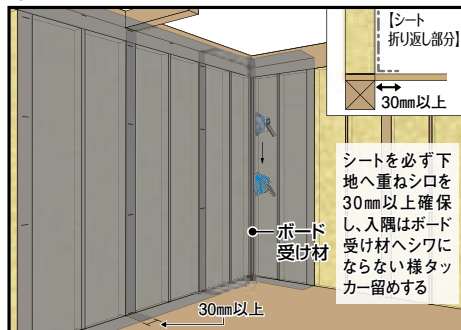 【シート
折り返し部分】
30mm以上
シートを必ず下
地へ重ねシロを
30mm以上確保
し、入隅はボード
受け材へシワに
ならない様タッ
カー留めする
ボード
受け材
30mm以上